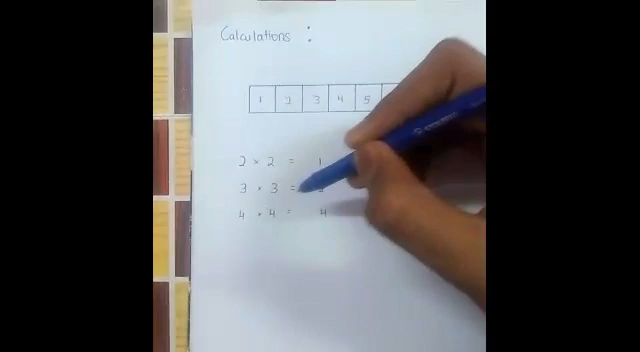 Calculations :
1 2 3 4 5
2 × 2 = 1
3 × 3 =
4 × 4 = 4